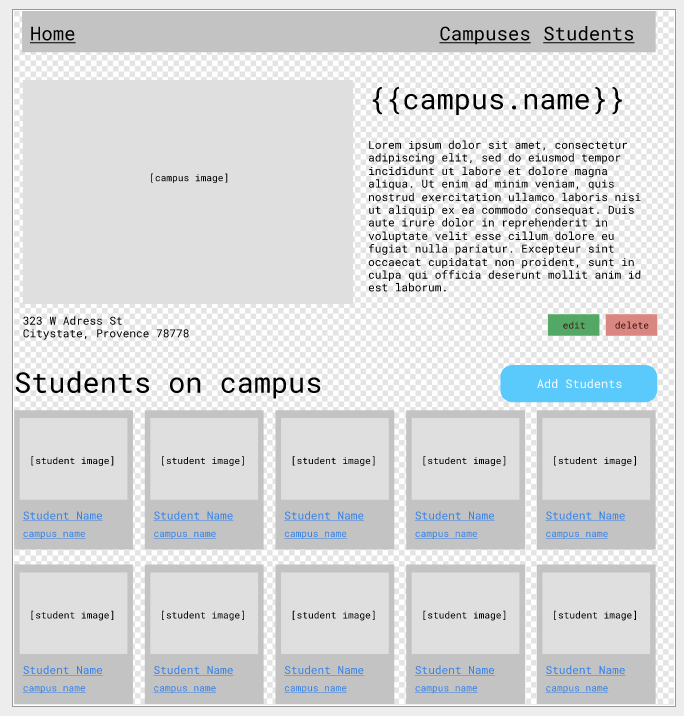 Home Campuses Students
{{campus.name}}
[campus image]
Lorem ipsum dolor sit amet, consectetur
adipiscing elit, sed do eiusmod tempor
incididunt ut labore et dolore magna
aliqua. Ut enim ad minim veniam, quis
nostrud exercitation ullamco laboris nisi
ut aliquip ex ea commodo consequat. Duis
aute irure dolor in reprehenderit in
voluptate velit esse cillum dolore eu
fugiat nulla pariatur. Excepteur sint
occaecat cupidatat non proident, sunt in
culpa qui officia deserunt mollit anim id
est laborum.
323 W Adress St
Citystate, Provence 78778
edit delete
Students on campus
Add Students
[student image] [student image] [student image] [student image] [student image]
Student Name Student Name Student Name Student Name Student Name
campus name campus name campus name campus name campus name
[student image] [student image] [student image] [student image] [student image]
Student Name Student Name Student Name Student Name Student Name
campus name campus name campus name campus name campus name